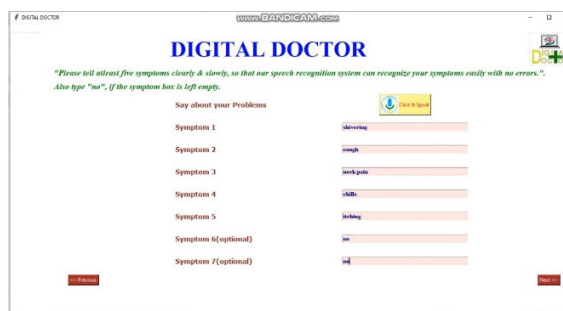 DIGITAL DOCTOR
www.BANDICAM.com
DIGITAL DOCTOR
"Please tell atleast five symptoms clearly & slowly, so that our speech recognition system can recognize your symptoms easily with no errors.".
Also type "no", if the symptom box is left empty.
Say about your Problems
Click & Speak
Symptom 1 shivering
Symptom 2 cough
Symptom 3 neck pain
Symptom 4 chills
Symptom 5 itching
Symptom 6(optional) no
Symptom 7(optional) no
<< Previous
Next >>